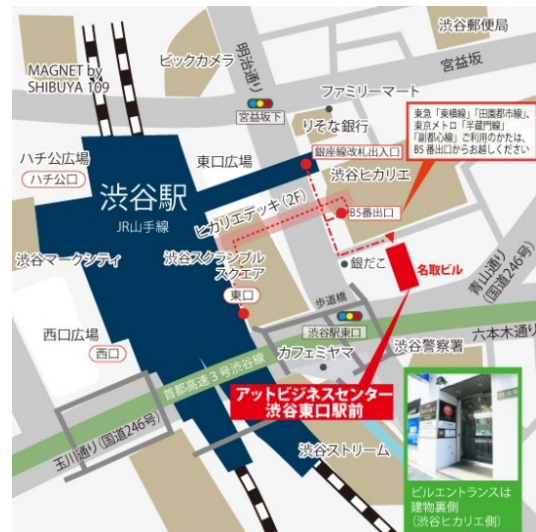 渋谷郵便局
宮益坂
MAGNET by
SHIBUYA 109
ビックカメラ
明治通り
宮益坂下
ファミリーマート
りそな銀行
東急「東横線」「田園都市線」、
東京メトロ「半蔵門線」
「副都心線」ご利用のかたは、
B5番出口からお越しください
ハチ公広場
ハチ公口
東口広場
銀座線改札出入口
渋谷ヒカリエ
渋谷駅
JR山手線
ヒカリエデッキ(2F)
B5番出口
渋谷マークシティ
渋谷スクランブル
スクエア
銀だこ
名取ビル
青山通り
(国道246号)
東口
歩道橋
西口広場
西口
渋谷駅東口
六本木通り
カフェミヤマ
渋谷警察署
首都高速3号渋谷線
アットビジネスセンター
渋谷東口駅前
玉川通り(国道246号)
渋谷ストリーム
ビルエントランスは
建物裏側
(渋谷ヒカリエ側)